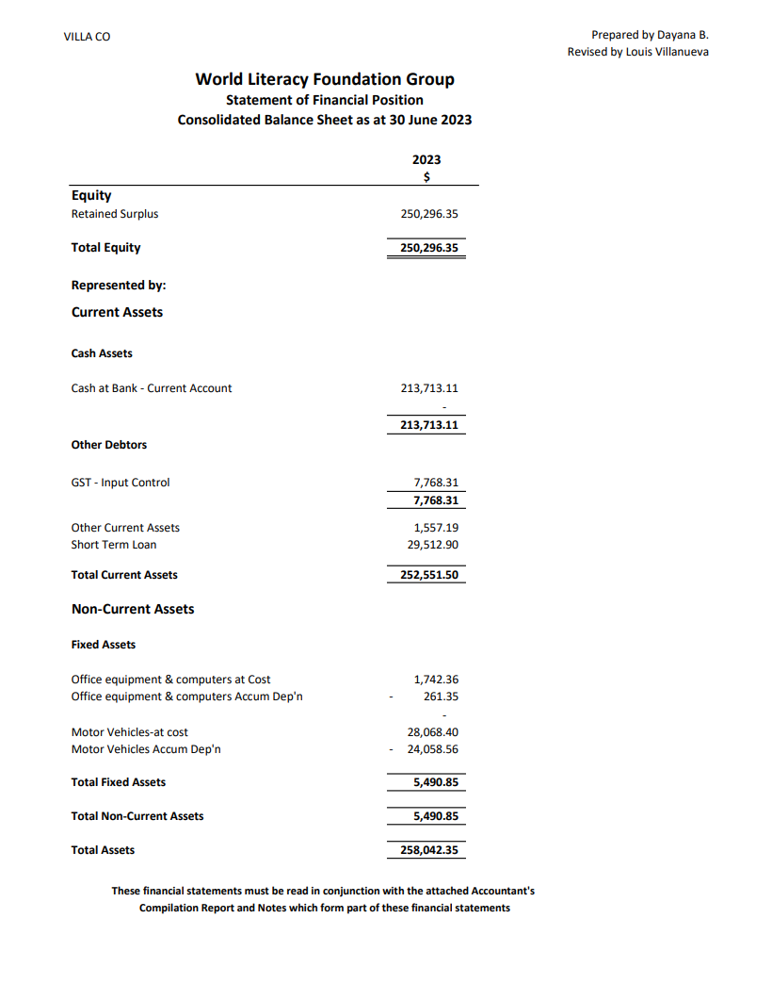 VILLA CO
Prepared by Dayana B.
Revised by Louis Villanueva
World Literacy Foundation Group
Statement of Financial Position
Consolidated Balance Sheet as at 30 June 2023
2023
$
Equity
Retained Surplus 250,296.35
Total Equity 250,296.35
Represented by:
Current Assets
Cash Assets
Cash at Bank - Current Account 213,713.11
-
213,713.11
Other Debtors
GST - Input Control 7,768.31
7,768.31
Other Current Assets 1,557.19
Short Term Loan 29,512.90
Total Current Assets 252,551.50
Non-Current Assets
Fixed Assets
Office equipment & computers at Cost 1,742.36
Office equipment & computers Accum Dep'n - 261.35
-
Motor Vehicles-at cost 28,068.40
Motor Vehicles Accum Dep'n - 24,058.56
Total Fixed Assets 5,490.85
Total Non-Current Assets 5,490.85
Total Assets 258,042.35
These financial statements must be read in conjunction with the attached Accountant's
Compilation Report and Notes which form part of these financial statements